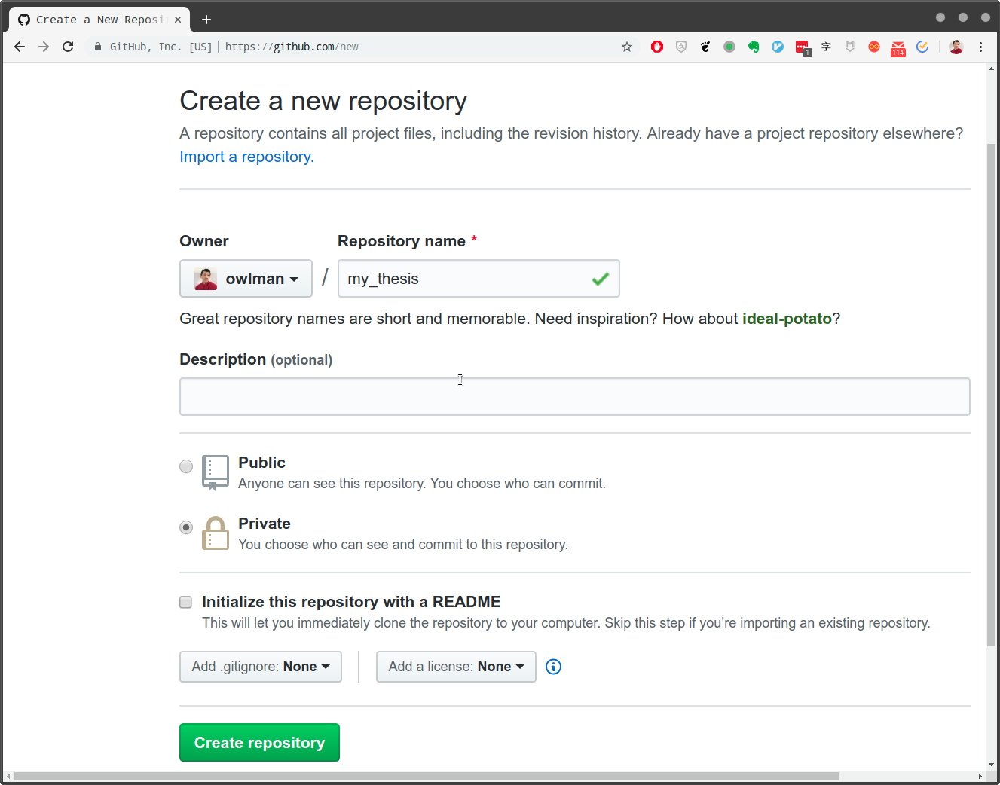 Create a New Reposi
GitHub, Inc. [US] https://github.com/new
1
字
114
Create a new repository
A repository contains all project files, including the revision history. Already have a project repository elsewhere?
Import a repository.
Owner Repository name *
owlman / my_thesis
Great repository names are short and memorable. Need inspiration? How about ideal-potato?
Description (optional)
Public
Anyone can see this repository. You choose who can commit.
Private
You choose who can see and commit to this repository.
Initialize this repository with a README
This will let you immediately clone the repository to your computer. Skip this step if you’re importing an existing repository.
Add .gitignore: None Add a license: None
Create repository